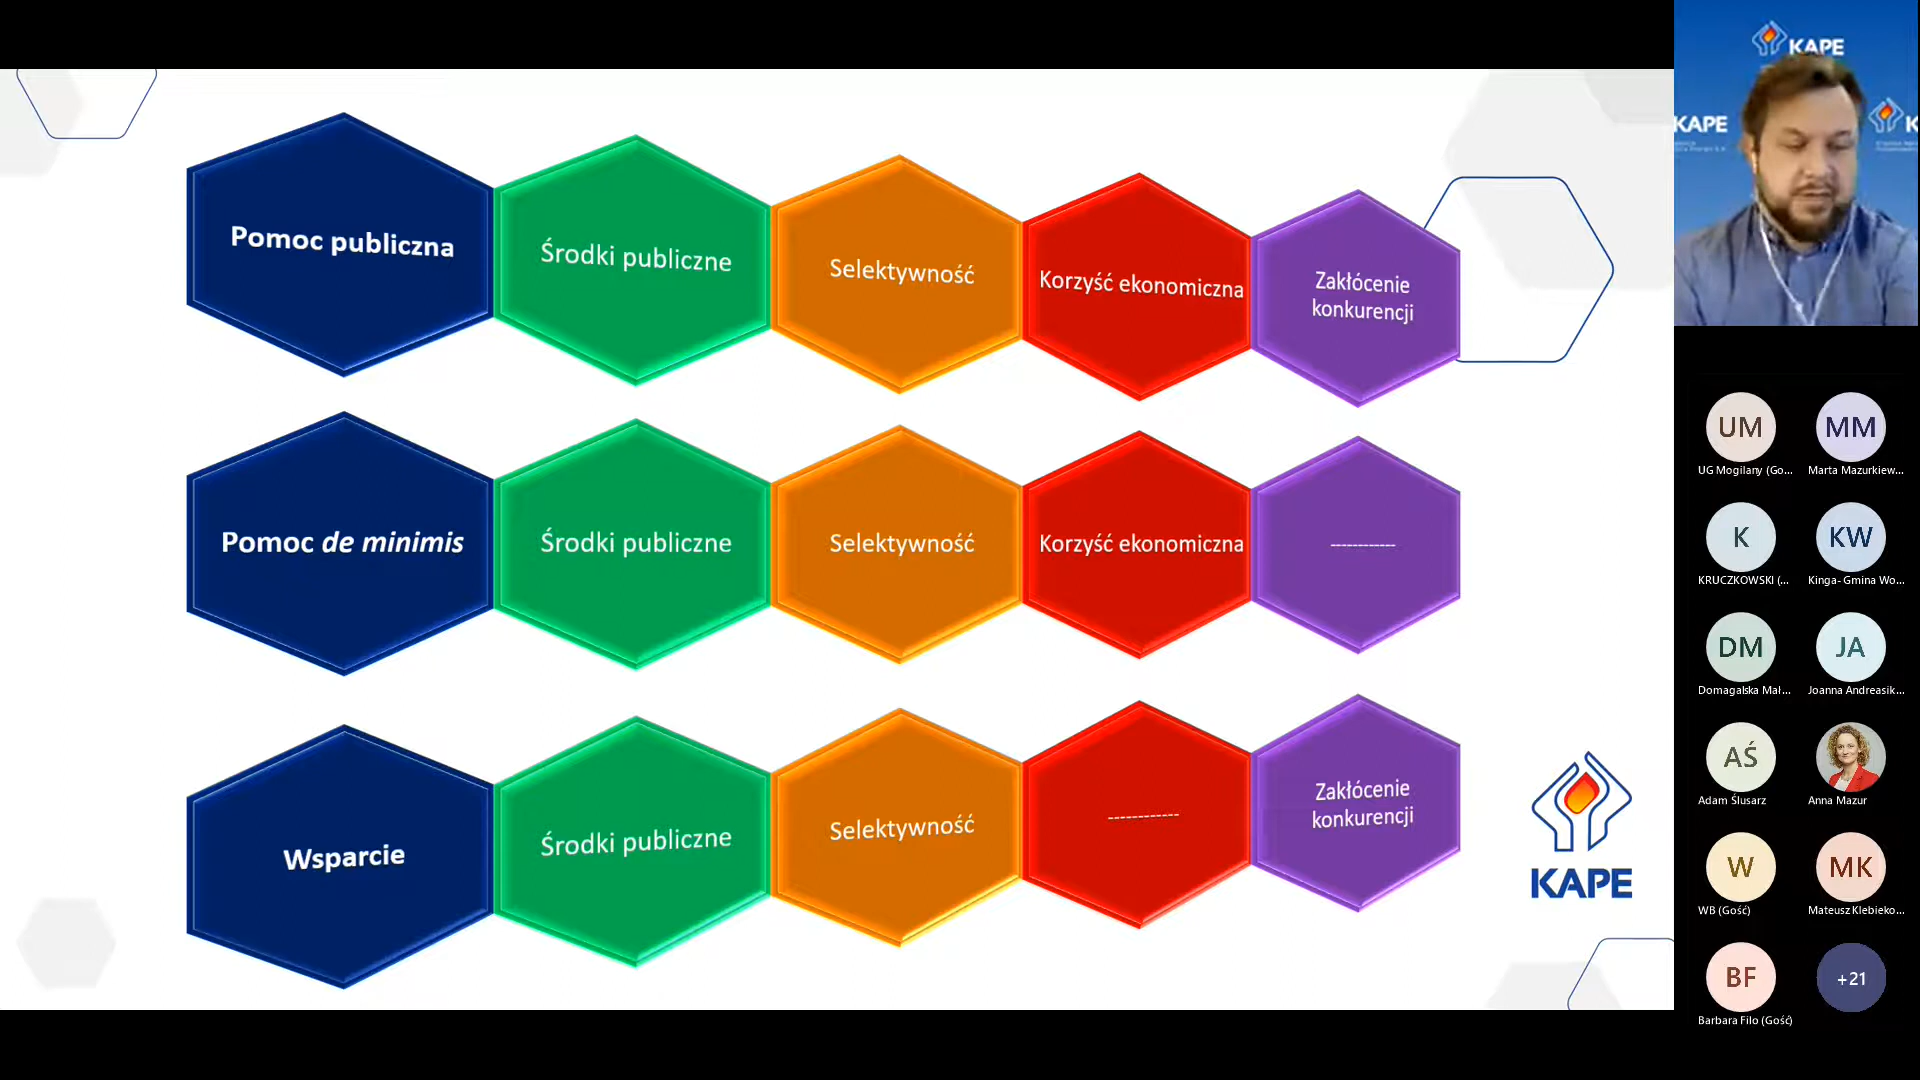 Pomoc publiczna
Środki publiczne
Selektywność
Korzyść ekonomiczna
Zakłócenie
konkurencji
Pomoc de minimis
Środki publiczne
Selektywność
Korzyść ekonomiczna
------------
Wsparcie
Środki publiczne
Selektywność
------------
Zakłócenie
konkurencji
KAPE
KAPE
KAPE
K
UM
UG Mogilany (Go...
MM
Marta Mazurkiew...
K
KRUCZKOWSKI (...
KW
Kinga- Gmina Wo...
DM
Domagalska Mał...
JA
Joanna Andreasik...
AŚ
Adam Ślusarz
Anna Mazur
W
WB (Gość)
MK
Mateusz Klebieko...
BF
Barbara Filo (Gość)
+21